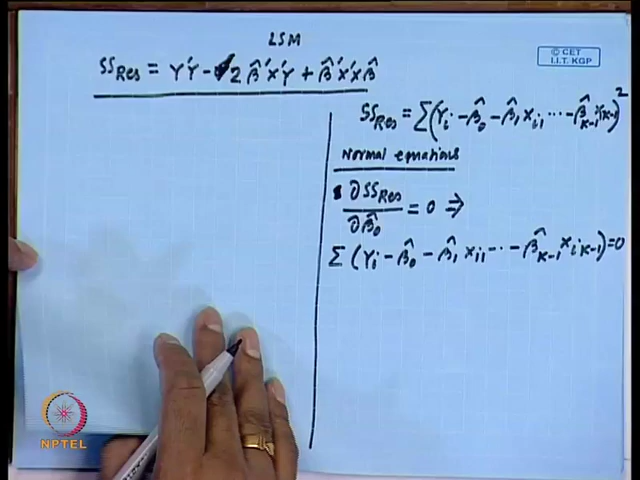 LSM
© CET
I.I.T. KGP
SS_Res = Y'Y - 2 β̂'X'Y + β̂'X'Xβ̂
SS_Res = Σ(Y_i - β̂_0 - β̂_1 x_i1 ... - β̂_k-1 x_ik-1)²
Normal equations
∂SS_Res / ∂β̂_0 = 0 ⇒
Σ (Y_i - β̂_0 - β̂_1 x_i1 ... - β̂_k-1 x_ik-1) = 0
NPTEL